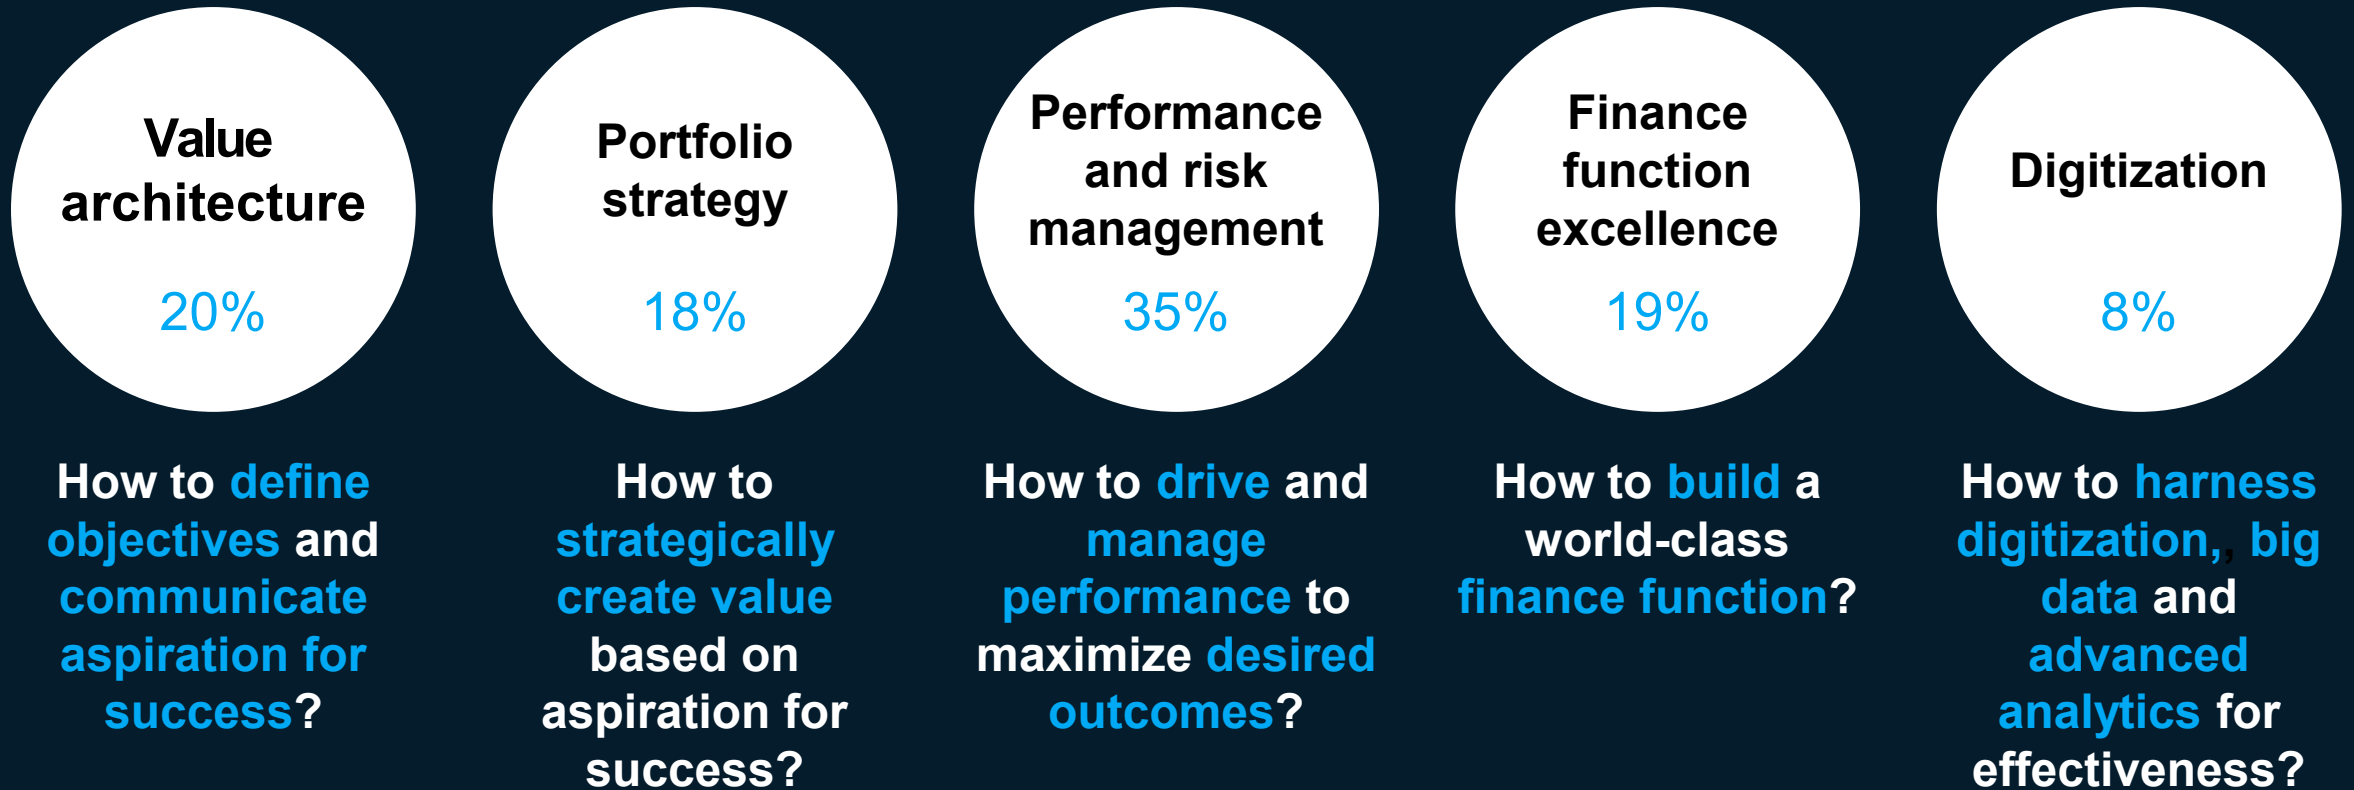 Value
architecture
20%
How to define
objectives and
communicate
aspiration for
success?
Portfolio
strategy
18%
How to
strategically
create value
based on
aspiration for
success?
Performance
and risk
management
35%
How to drive and
manage
performance to
maximize desired
outcomes?
Finance
function
excellence
19%
How to build a
world-class
finance function?
Digitization
8%
How to harness
digitization,, big
data and
advanced
analytics for
effectiveness?